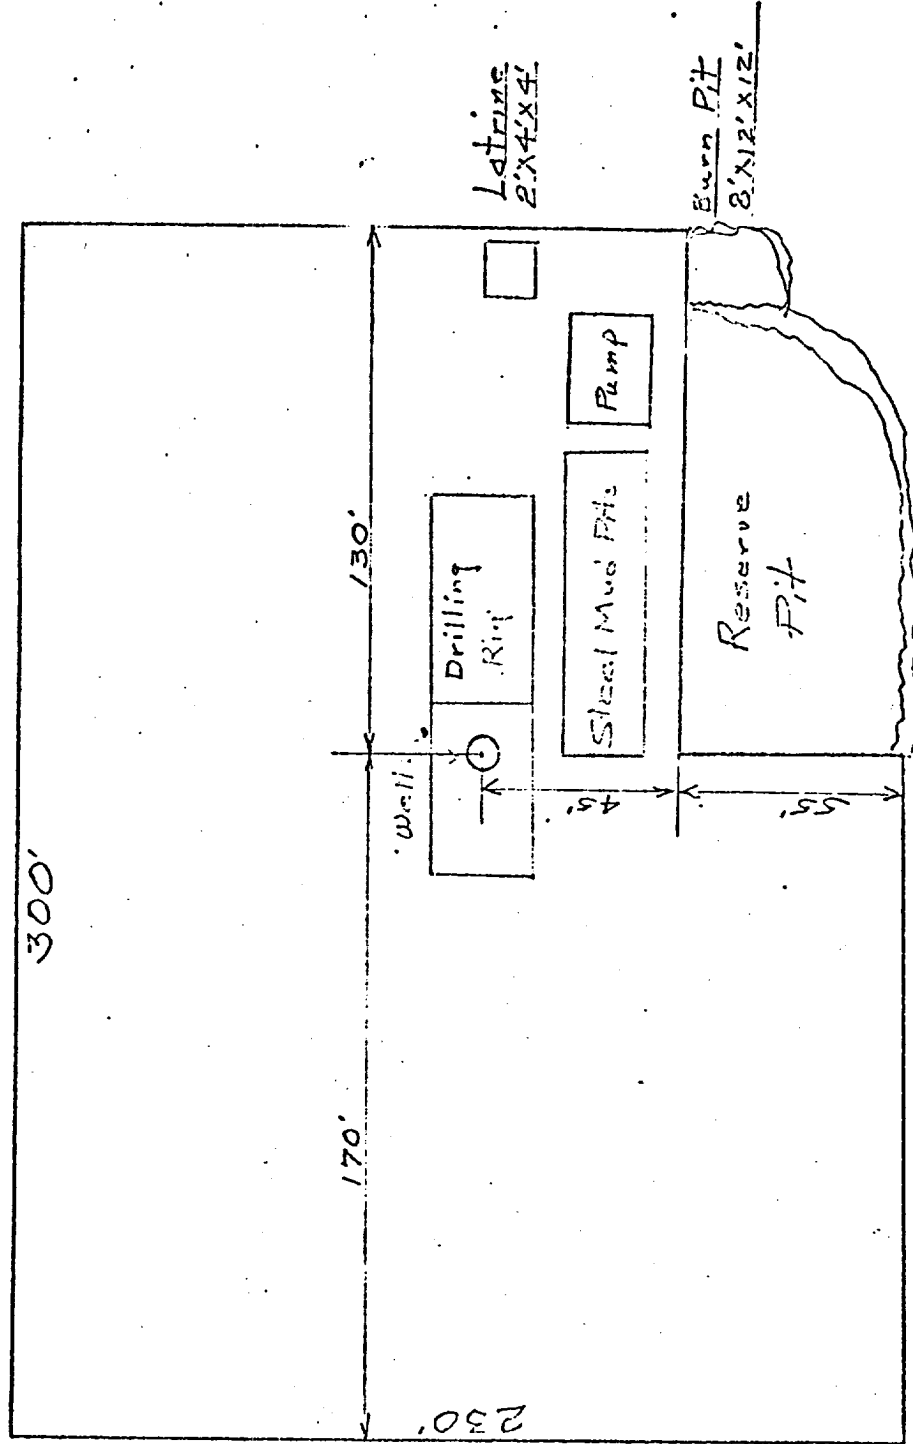 300'
230'
170'
130'
Well
Drilling
Rig
Steel Mud Pits
Pump
45'
55'
Reserve
Pit
Latrine
2'X4'X4'
Burn Pit
8'X12'X12'